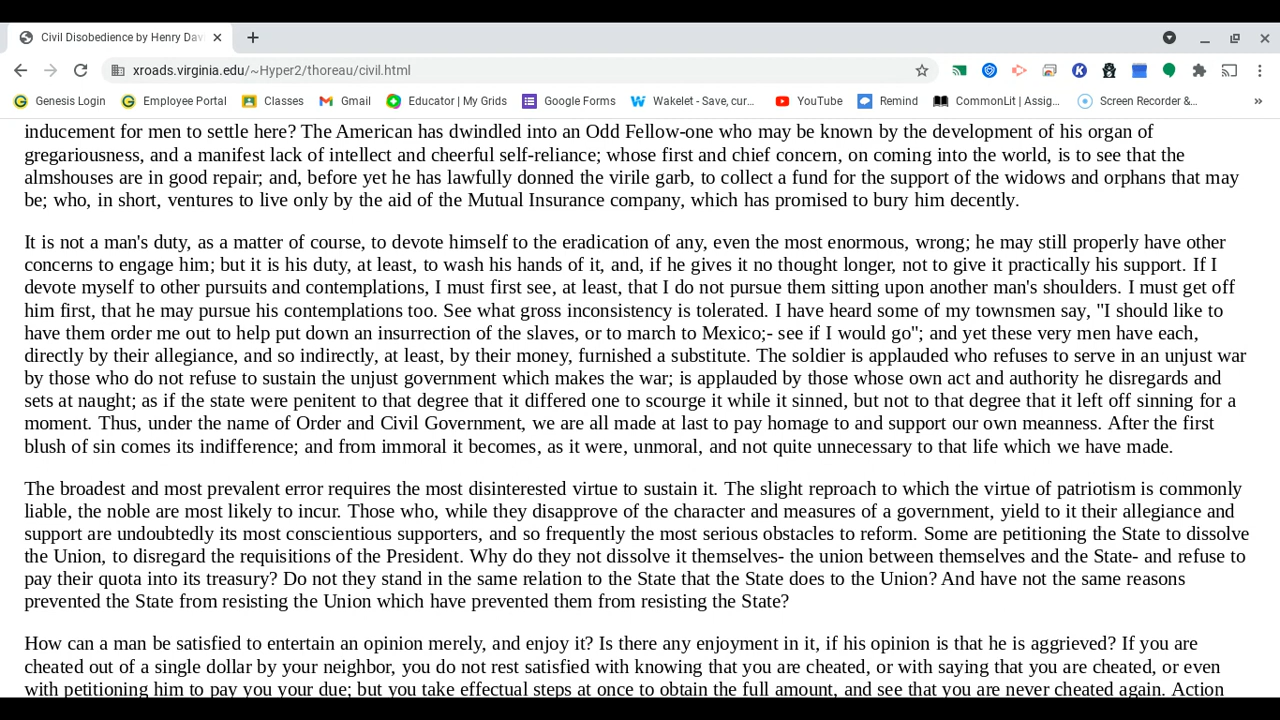 Civil Disobedience by Henry Dav
xroads.virginia.edu/~Hyper2/thoreau/civil.html
Genesis Login Employee Portal Classes Gmail Educator | My Grids Google Forms Wakelet - Save, cur... YouTube Remind CommonLit | Assig... Screen Recorder &... »
inducement for men to settle here? The American has dwindled into an Odd Fellow-one who may be known by the development of his organ of
gregariousness, and a manifest lack of intellect and cheerful self-reliance; whose first and chief concern, on coming into the world, is to see that the
almshouses are in good repair; and, before yet he has lawfully donned the virile garb, to collect a fund for the support of the widows and orphans that may
be; who, in short, ventures to live only by the aid of the Mutual Insurance company, which has promised to bury him decently.
It is not a man's duty, as a matter of course, to devote himself to the eradication of any, even the most enormous, wrong; he may still properly have other
concerns to engage him; but it is his duty, at least, to wash his hands of it, and, if he gives it no thought longer, not to give it practically his support. If I
devote myself to other pursuits and contemplations, I must first see, at least, that I do not pursue them sitting upon another man's shoulders. I must get off
him first, that he may pursue his contemplations too. See what gross inconsistency is tolerated. I have heard some of my townsmen say, "I should like to
have them order me out to help put down an insurrection of the slaves, or to march to Mexico;- see if I would go"; and yet these very men have each,
directly by their allegiance, and so indirectly, at least, by their money, furnished a substitute. The soldier is applauded who refuses to serve in an unjust war
by those who do not refuse to sustain the unjust government which makes the war; is applauded by those whose own act and authority he disregards and
sets at naught; as if the state were penitent to that degree that it differed one to scourge it while it sinned, but not to that degree that it left off sinning for a
moment. Thus, under the name of Order and Civil Government, we are all made at last to pay homage to and support our own meanness. After the first
blush of sin comes its indifference; and from immoral it becomes, as it were, unmoral, and not quite unnecessary to that life which we have made.
The broadest and most prevalent error requires the most disinterested virtue to sustain it. The slight reproach to which the virtue of patriotism is commonly
liable, the noble are most likely to incur. Those who, while they disapprove of the character and measures of a government, yield to it their allegiance and
support are undoubtedly its most conscientious supporters, and so frequently the most serious obstacles to reform. Some are petitioning the State to dissolve
the Union, to disregard the requisitions of the President. Why do they not dissolve it themselves- the union between themselves and the State- and refuse to
pay their quota into its treasury? Do not they stand in the same relation to the State that the State does to the Union? And have not the same reasons
prevented the State from resisting the Union which have prevented them from resisting the State?
How can a man be satisfied to entertain an opinion merely, and enjoy it? Is there any enjoyment in it, if his opinion is that he is aggrieved? If you are
cheated out of a single dollar by your neighbor, you do not rest satisfied with knowing that you are cheated, or with saying that you are cheated, or even
with petitioning him to pay you your due; but you take effectual steps at once to obtain the full amount, and see that you are never cheated again. Action